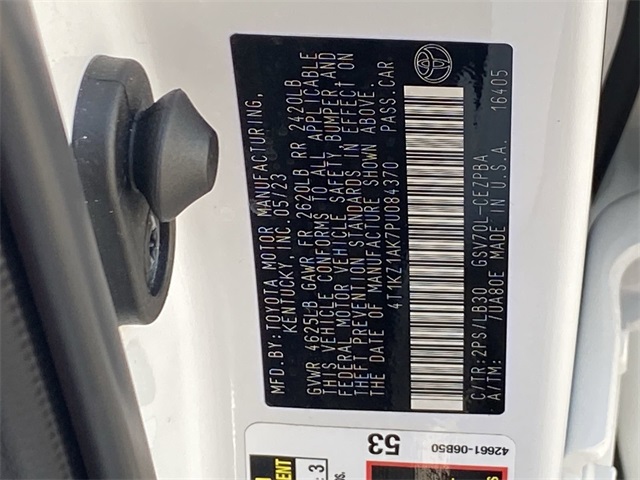 MFD.BY: TOYOTA MOTOR MANUFACTURING,
KENTUCKY, INC. 05/23
GVWR 4625LB GAWR FR 2620LB RR 2420LB
THIS VEHICLE CONFORMS TO ALL APPLICABLE
FEDERAL MOTOR VEHICLE SAFETY BUMPER AND
THEFT PREVENTION STANDARDS IN EFFECT ON
THE DATE OF MANUFACTURE SHOWN ABOVE.
4T1KZ1AK7PU084370 PASS.CAR
C/TR:2PS/LB30 GSV70L-CEZPBA
A/TM: 7UA80E MADE IN U.S.A. 16405
53
42661-06B50
3